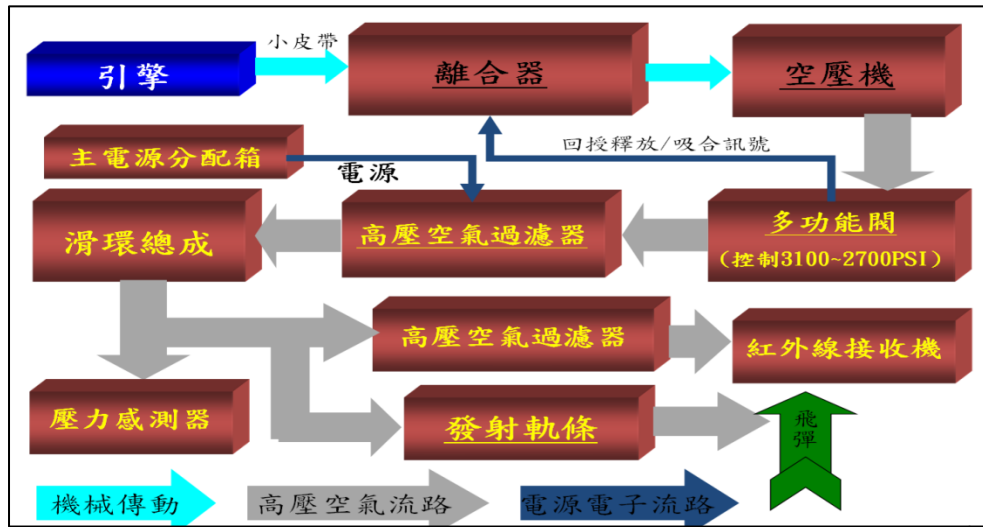 小皮帶
引擎
離合器
空壓機
主電源分配箱
電源
回授釋放/吸合訊號
滑環總成
高壓空氣過濾器
多功能閥
(控制3100~2700PSI)
高壓空氣過濾器
紅外線接收機
壓力感測器
發射軌條
飛彈
機械傳動
高壓空氣流路
電源電子流路